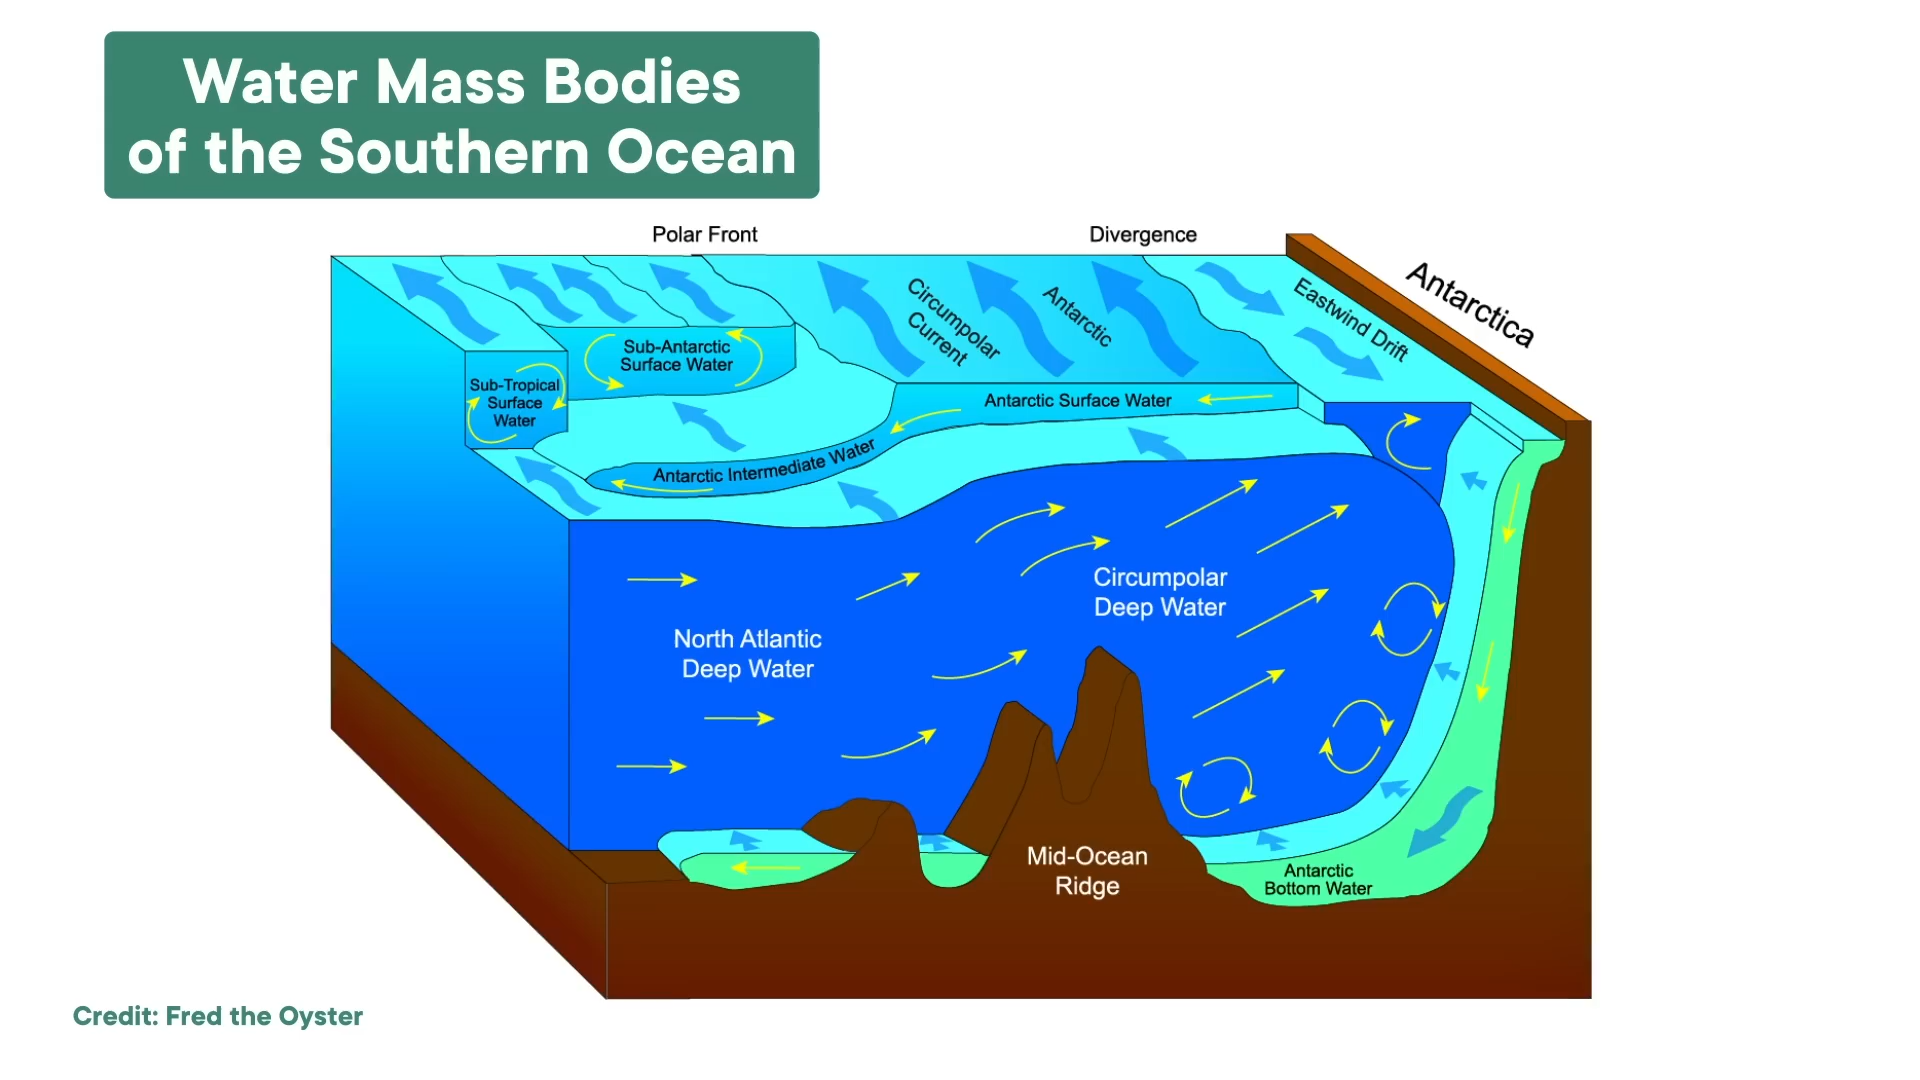 Water Mass Bodies
of the Southern Ocean
Polar Front
Divergence
Antarctica
Eastwind Drift
Circumpolar
Current
Antarctic
Sub-Antarctic
Surface Water
Sub-Tropical
Surface
Water
Antarctic Surface Water
Antarctic Intermediate Water
Circumpolar
Deep Water
North Atlantic
Deep Water
Mid-Ocean
Ridge
Antarctic
Bottom Water
Credit: Fred the Oyster